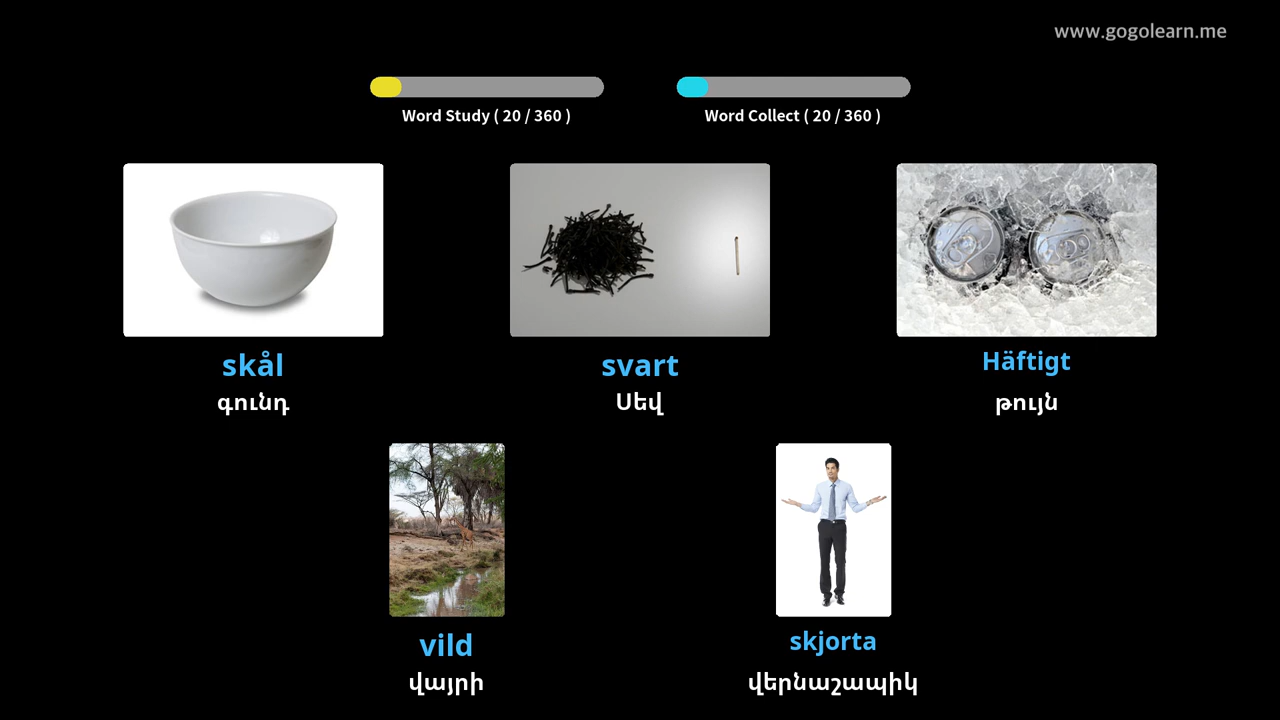 www.gogolearn.me
Word Study ( 20 / 360 )
Word Collect ( 20 / 360 )
skål
գունդ
svart
Սեվ
Häftigt
թույն
vild
վայրի
skjorta
վերնաշապիկ